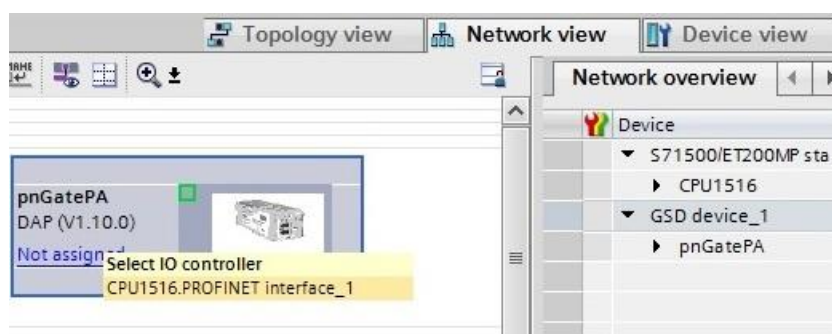 Topology view
Network view
Device view
Network overview
Device
S71500/ET200MP sta
CPU1516
GSD device_1
pnGatePA
pnGatePA
DAP (V1.10.0)
Not assign
Select IO controller
CPU1516.PROFINET interface_1